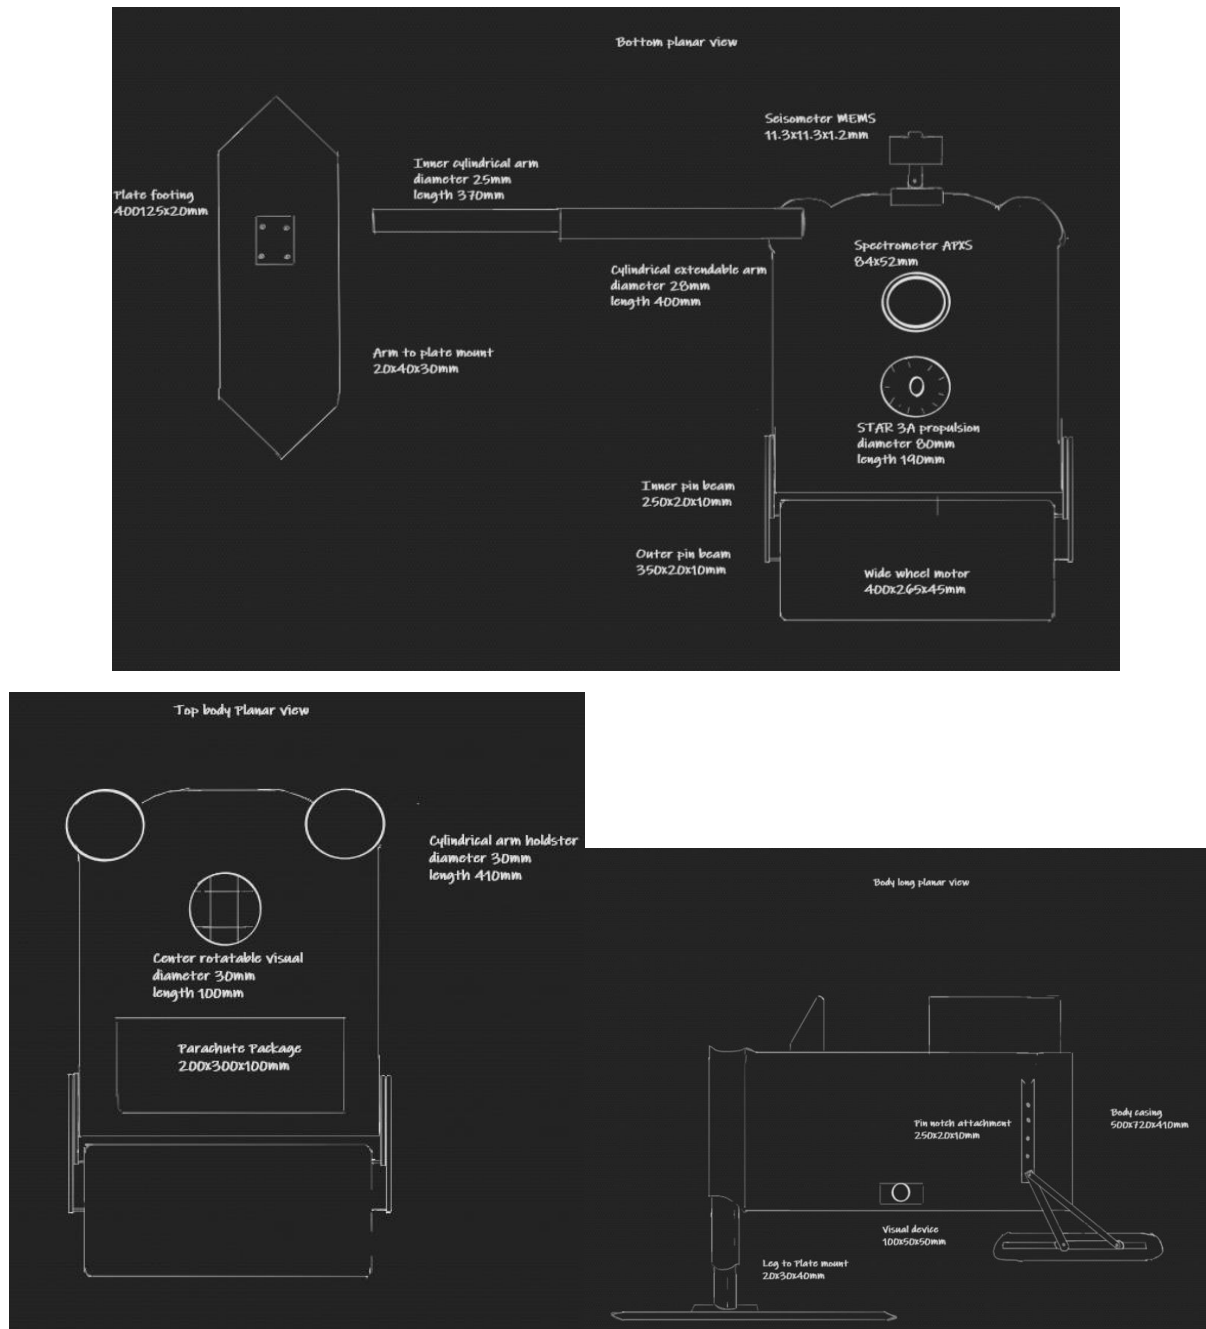 Bottom planar view
Seisometer MEMS
11.3x11.3x1.2mm
Inner cylindrical arm
diameter 25mm
length 370mm
Plate footing
400125x20mm
Spectrometer APXS
84x52mm
Cylindrical extendable arm
diameter 28mm
length 400mm
Arm to plate mount
20x40x30mm
STAR 3A propulsion
diameter 80mm
length 190mm
Inner pin beam
250x20x10mm
Outer pin beam
350x20x10mm
Wide wheel motor
400x265x45mm
Top body Planar view
Cylindrical arm holdster
diameter 30mm
length 410mm
Center rotatable visual
diameter 30mm
length 100mm
Parachute Package
200x300x100mm
Body long planar view
Pin notch attachment
250x20x10mm
Body casing
500x720x410mm
Visual device
100x50x50mm
Leg to Plate mount
20x30x40mm